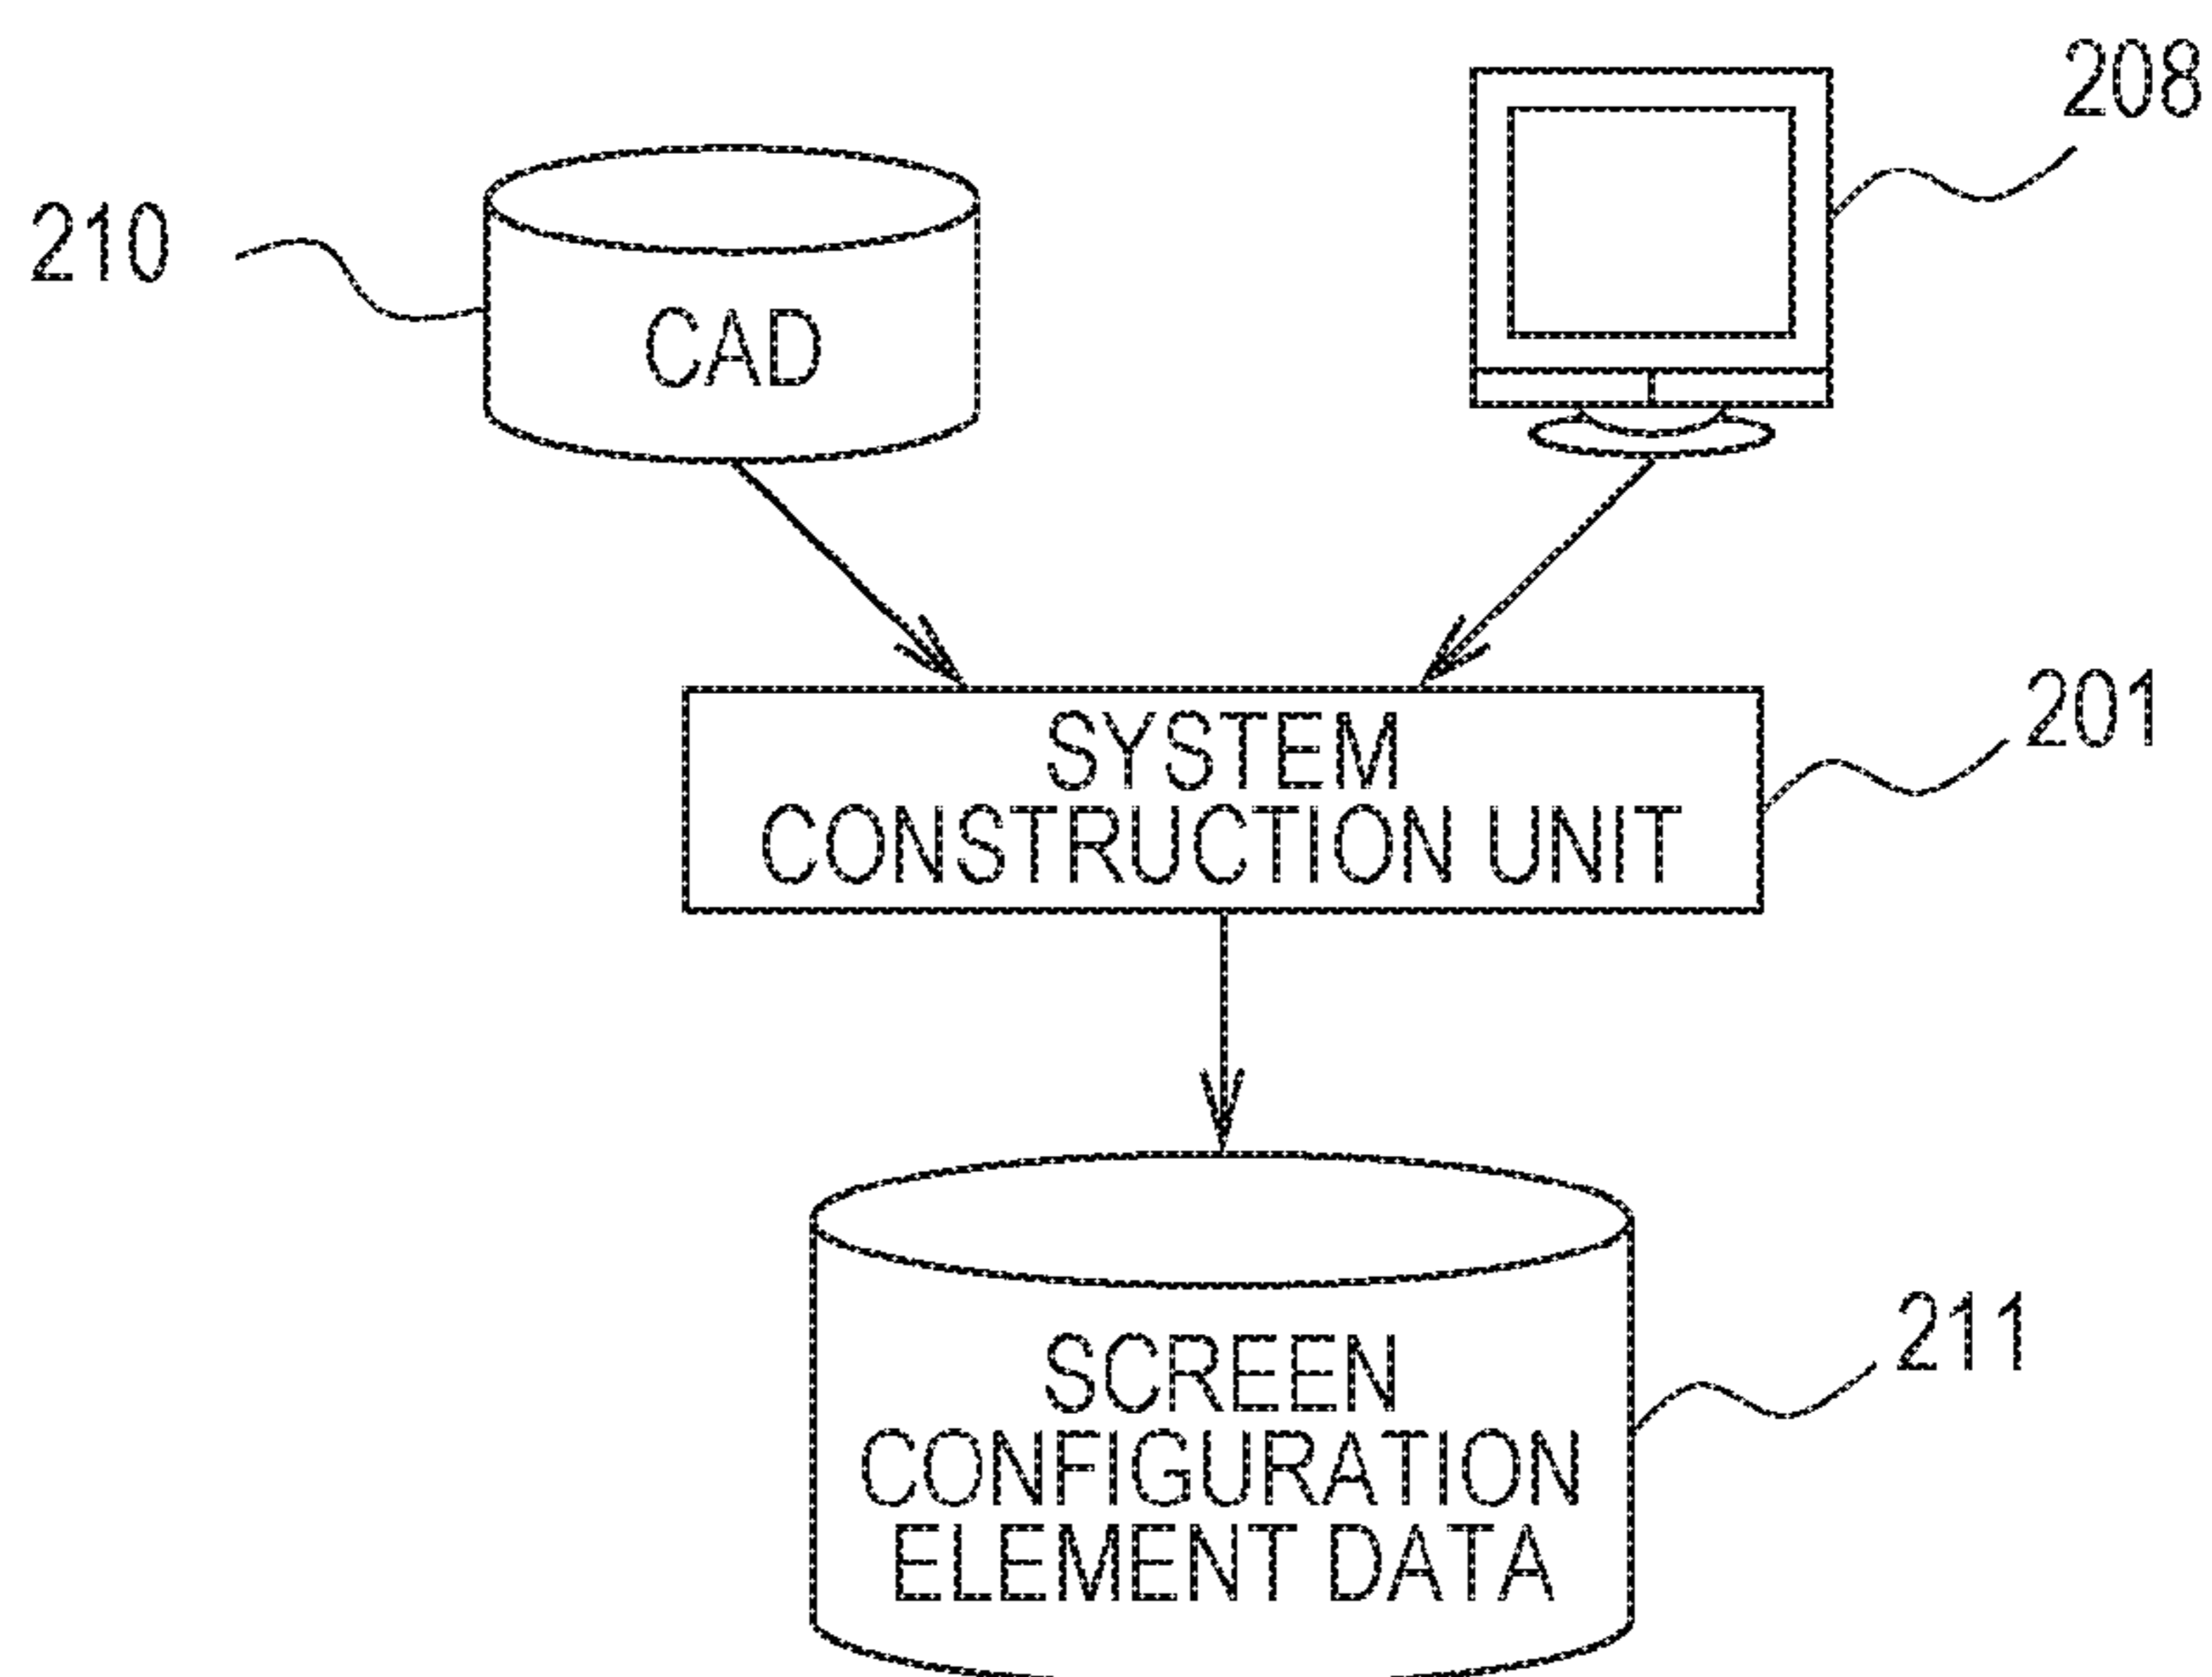 208
210
CAD
SYSTEM
CONSTRUCTION UNIT
201
SCREEN
CONFIGURATION
ELEMENT DATA
211